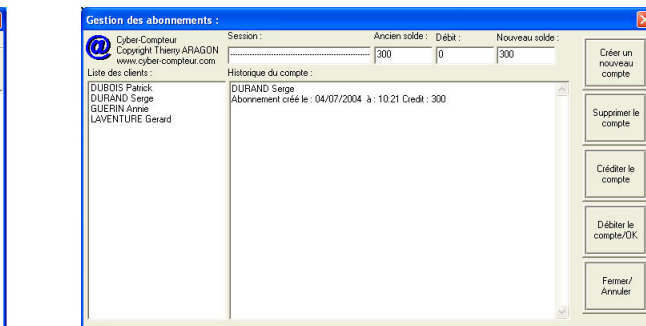 Gestion des abonnements :
@
Cyber-Compteur
Copyright Thierry ARAGON
www.cyber-compteur.com
Session :
Ancien solde :
Débit :
Nouveau solde :
300
0
300
Liste des clients :
DUBOIS Patrick
DURAND Serge
GUERIN Annie
LAVENTURE Gerard
Historique du compte :
DURAND Serge
Abonnement créé le : 04/07/2004 à : 10:21 Credit : 300
Créer un
nouveau
compte
Supprimer le
compte
Créditer le
compte
Débiter le
compte/OK
Fermer/
Annuler